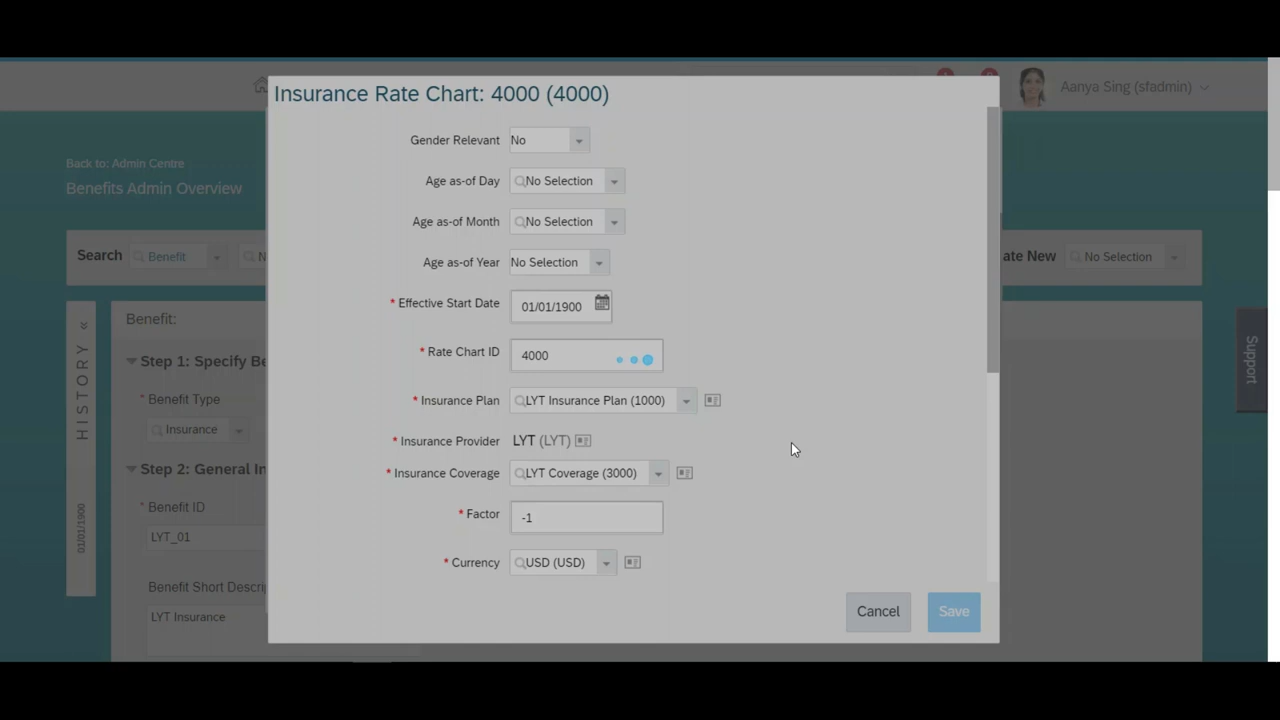 Insurance Rate Chart: 4000 (4000)
Aanya Sing (sfadmin)
Back to: Admin Centre
Benefits Admin Overview
Search
Benefit
N
ate New
No Selection
HISTORY
01/01/1900
Benefit:
Step 1: Specify Be
* Benefit Type
Insurance
Step 2: General In
* Benefit ID
LYT_01
Benefit Short Descri
LYT Insurance
Gender Relevant No
Age as-of Day No Selection
Age as-of Month No Selection
Age as-of Year No Selection
* Effective Start Date 01/01/1900
* Rate Chart ID 4000
* Insurance Plan LYT Insurance Plan (1000)
* Insurance Provider LYT (LYT)
* Insurance Coverage LYT Coverage (3000)
* Factor -1
* Currency USD (USD)
Cancel
Save
Support